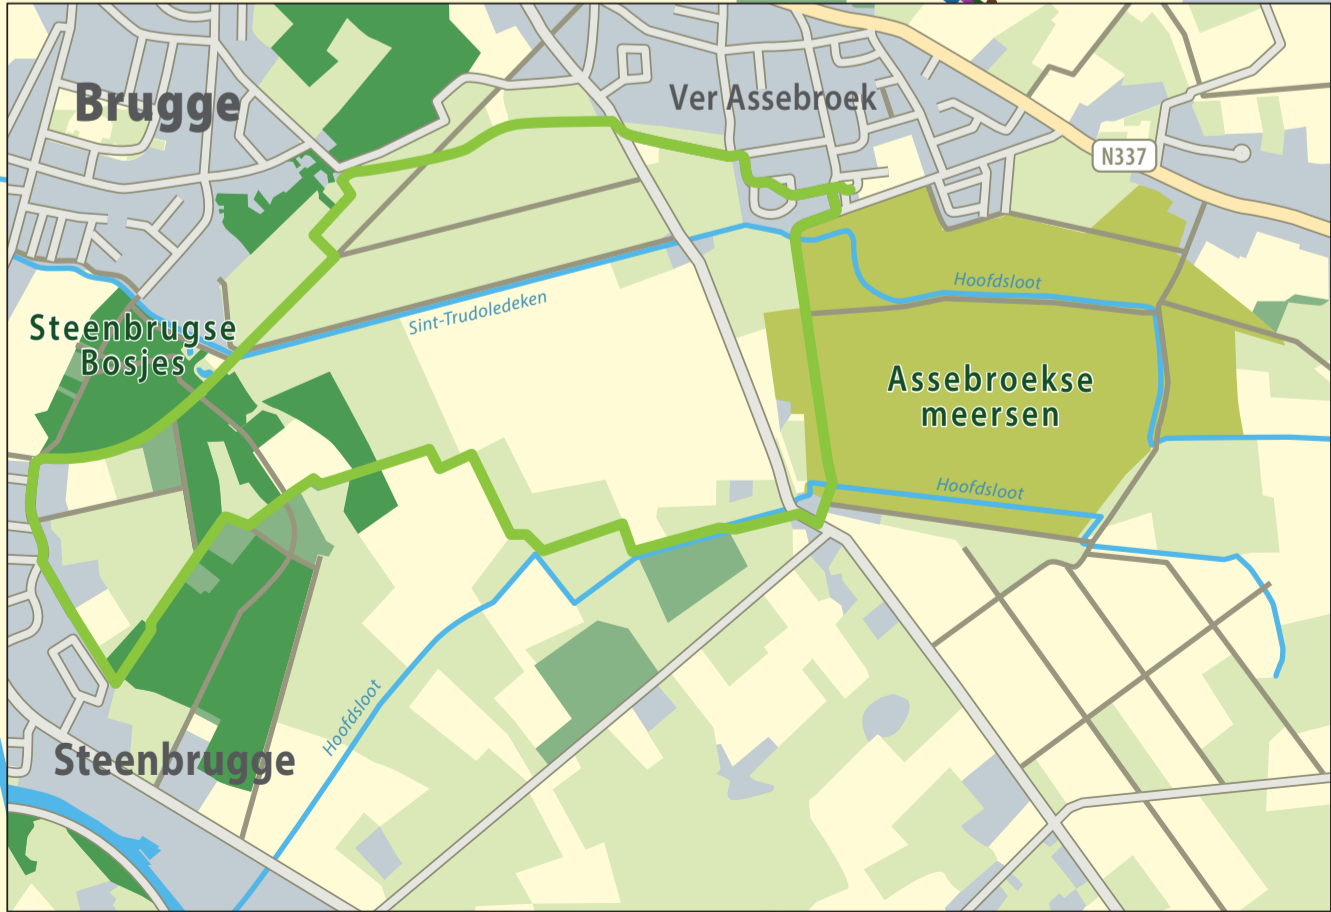 Brugge
Ver Assebroek
N337
Hoofdsloot
Sint-Trudoledeken
Steenbrugse
Bosjes
Assebroekse
meersen
Hoofdsloot
Hoofdsloot
Steenbrugge